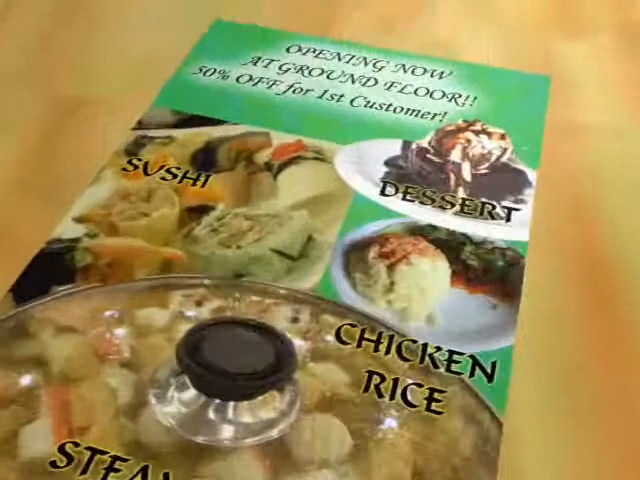 OPENING NOW
AT GROUND FLOOR!!
50% OFF for 1st Customer!
SUSHI
DESSERT
CHICKEN
RICE